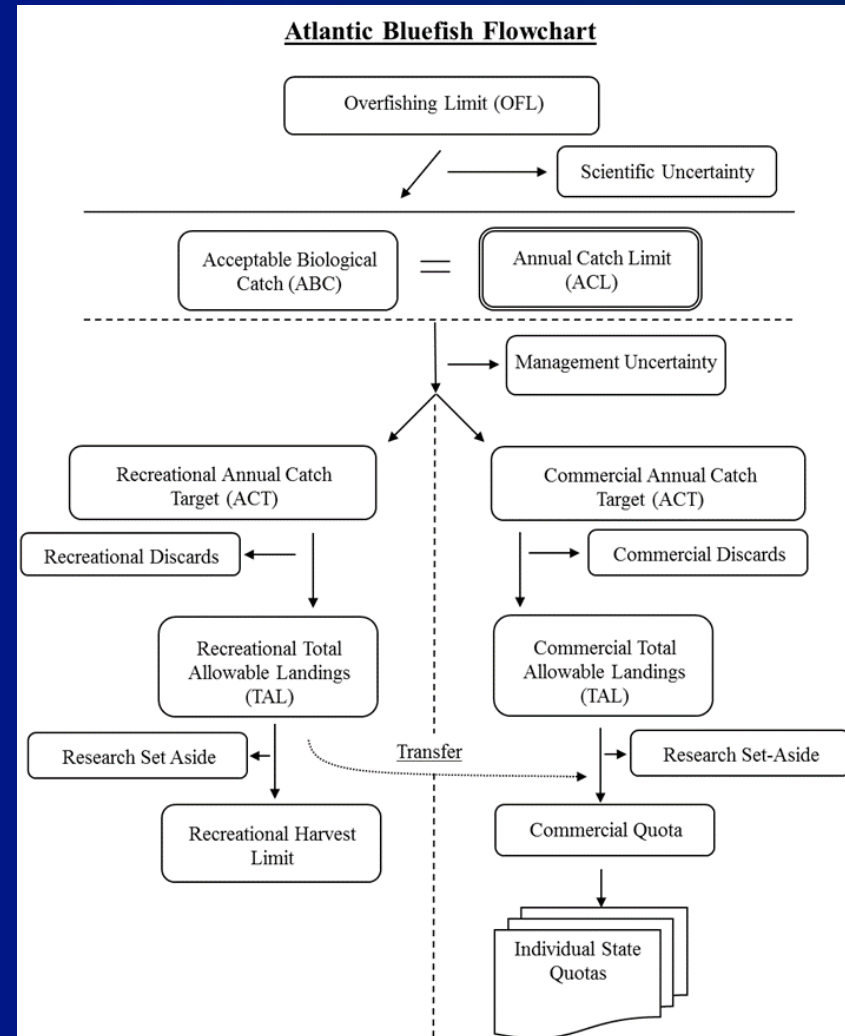 Atlantic Bluefish Flowchart
Overfishing Limit (OFL)
Scientific Uncertainty
Acceptable Biological
Catch (ABC)
=
Annual Catch Limit
(ACL)
Management Uncertainty
Recreational Annual Catch
Target (ACT)
Commercial Annual Catch
Target (ACT)
Recreational Discards
Commercial Discards
Recreational Total
Allowable Landings
(TAL)
Commercial Total
Allowable Landings
(TAL)
Research Set Aside
Transfer
Research Set-Aside
Recreational Harvest
Limit
Commercial Quota
Individual State
Quotas